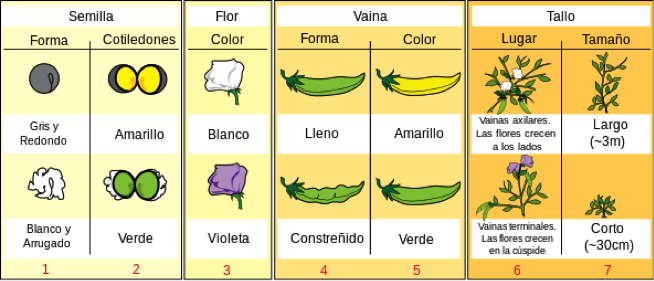 Semilla Flor Vaina Tallo
Forma Cotiledones Color Forma Color Lugar Tamaño
Gris y
Redondo
Amarillo
Blanco
Lleno
Amarillo
Vainas axilares.
Las flores crecen
a los lados
Largo
(~3m)
Blanco y
Arrugado
Verde
Violeta
Constreñido
Verde
Vainas terminales.
Las flores crecen
en la cúspide
Corto
(~30cm)
1 2 3 4 5 6 7